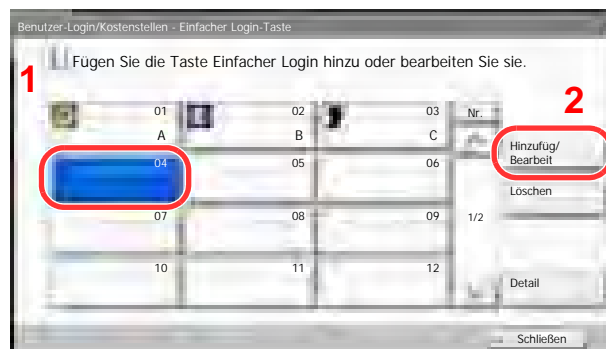 Benutzer-Login/Kostenstellen - Einfacher Login-Taste
Fügen Sie die Taste Einfacher Login hinzu oder bearbeiten Sie sie.
1
2
01 02 03 Nr.
A B C
Hinzufüg/
Bearbeit
04 05 06
Löschen
07 08 09 1/2
10 11 12
Detail
Schließen